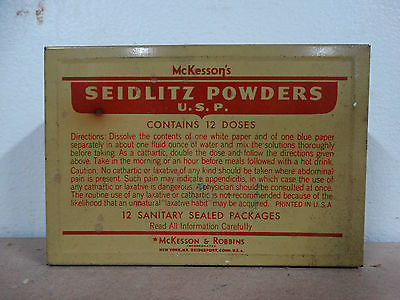 McKesson's
SEIDLITZ POWDERS
U.S.P.
CONTAINS 12 DOSES
Directions: Dissolve the contents of one white paper and of one blue paper
separately in about one fluid ounce of water and mix the solutions thoroughly
before taking. As a cathartic, double the dose and follow the directions given
above. Take in the morning or an hour before meals followed with a hot drink.
Caution. No cathartic or laxative of any kind should be taken where abdominal
pain is present. Such pain may indicate appendicitis, in which case the use of
any cathartic or laxative is dangerous. A physician should be consulted at once.
The routine use of any laxative or cathartic is not recommended because of the
likelihood that an unnatural "laxative habit" may be acquired. PRINTED IN U.S.A
12 SANITARY SEALED PACKAGES
Read All Information Carefully
McKESSON & ROBBINS
INCORPORATED
NEW YORK, N.Y. BRIDGEPORT, CONN. U.S.A.